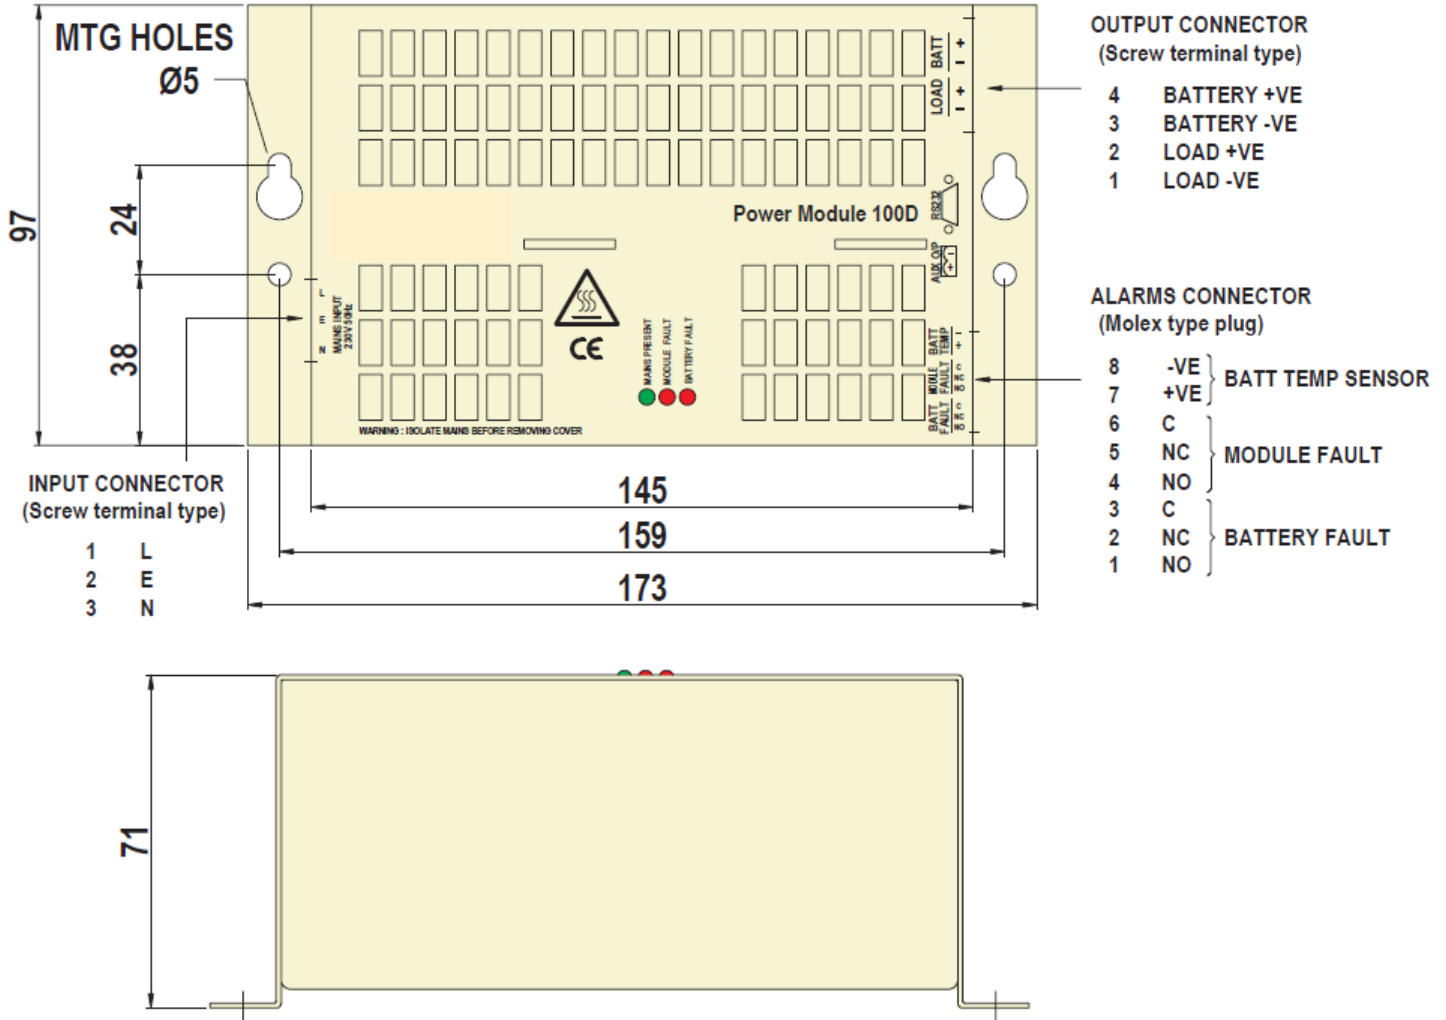 MTG HOLES
Ø5
97
24
38
BATT
+
-
LOAD
+
-
Power Module 100D
RS232
AUX O/P
-
+
L
E
N
MAINS INPUT
230V 50Hz
CE
MAINS PRESENT
MODULE FAULT
BATTERY FAULT
BATT
TEMP
-
+
MODULE
FAULT
C
NC
NO
BATT
FAULT
C
NC
NO
WARNING : ISOLATE MAINS BEFORE REMOVING COVER
OUTPUT CONNECTOR
(Screw terminal type)
4 BATTERY +VE
3 BATTERY -VE
2 LOAD +VE
1 LOAD -VE
ALARMS CONNECTOR
(Molex type plug)
8 -VE
7 +VE
BATT TEMP SENSOR
6 C
5 NC
4 NO
MODULE FAULT
3 C
2 NC
1 NO
BATTERY FAULT
INPUT CONNECTOR
(Screw terminal type)
1 L
2 E
3 N
145
159
173
71